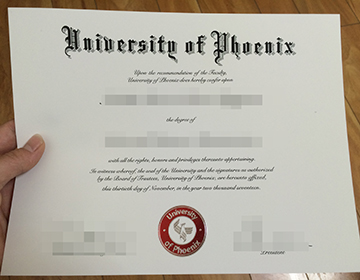 University of Phoenix
Upon the recommendation of the Faculty,
University of Phoenix does hereby confer upon
the degree of
with all the rights, honors and privileges thereunto appertaining.
In witness whereof, the seal of the University and the signatures as authorized
by the Board of Trustees, University of Phoenix, are hereunto affixed,
this thirtieth day of November, in the year two thousand seventeen.
University
of Phoenix
President